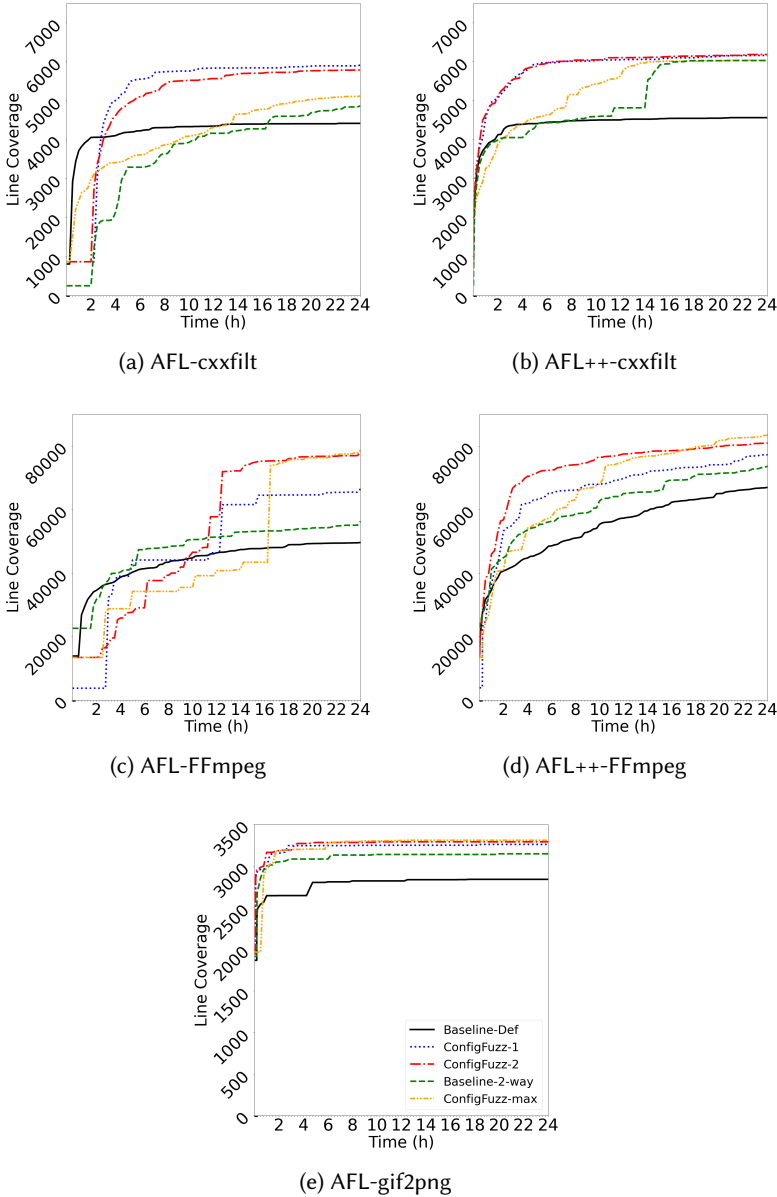 7000
6000
5000
4000
3000
2000
1000
0
Line Coverage
2 4 6 8 10 12 14 16 18 20 22 24
Time (h)
(a) AFL-cxxfilt
7000
6000
5000
4000
3000
2000
1000
0
Line Coverage
2 4 6 8 10 12 14 16 18 20 22 24
Time (h)
(b) AFL++-cxxfilt
80000
60000
40000
20000
0
Line Coverage
2 4 6 8 10 12 14 16 18 20 22 24
Time (h)
(c) AFL-FFmpeg
80000
60000
40000
20000
0
Line Coverage
2 4 6 8 10 12 14 16 18 20 22 24
Time (h)
(d) AFL++-FFmpeg
3500
3000
2500
2000
1500
1000
500
0
Line Coverage
Baseline-Def
ConfigFuzz-1
ConfigFuzz-2
Baseline-2-way
ConfigFuzz-max
2 4 6 8 10 12 14 16 18 20 22 24
Time (h)
(e) AFL-gif2png